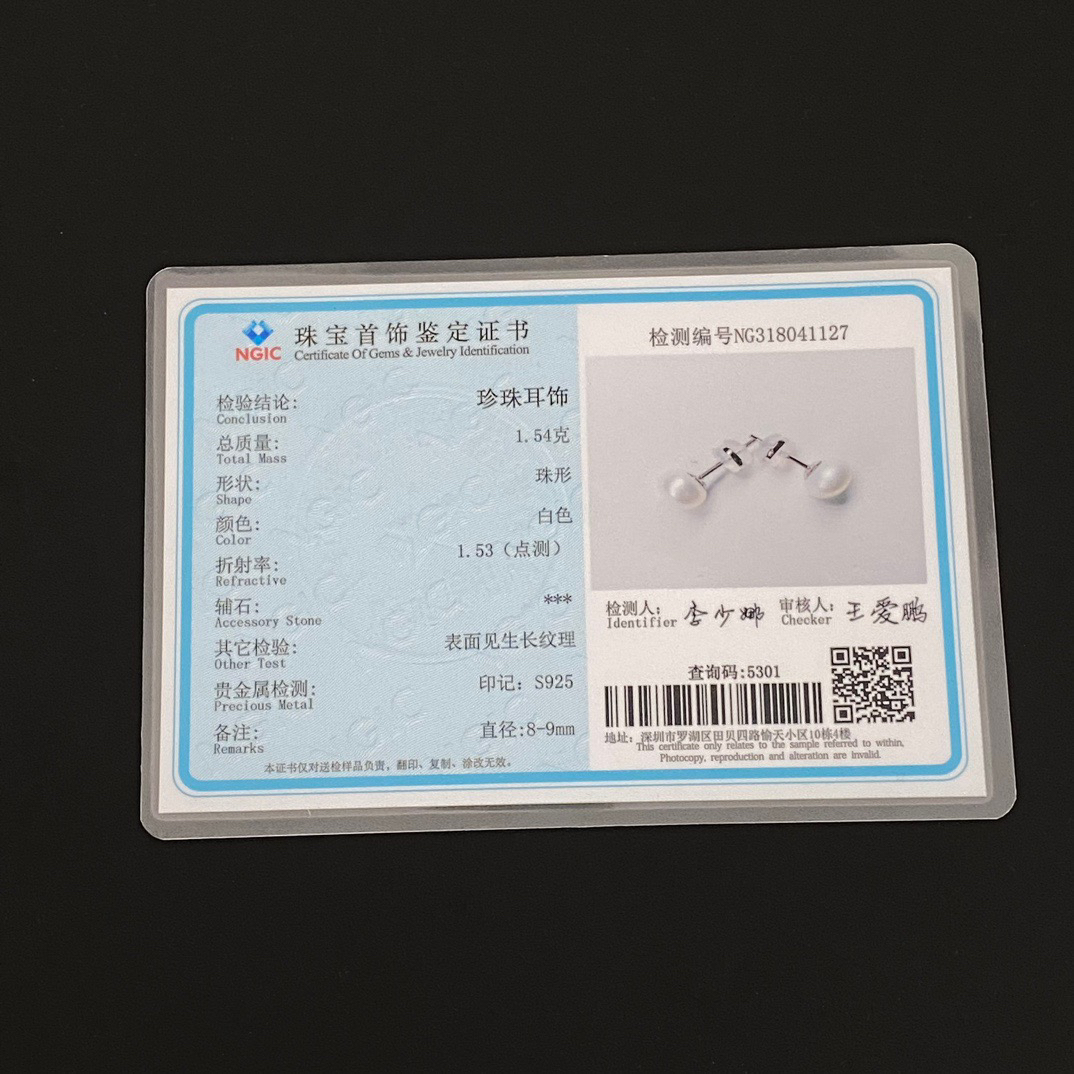 NGIC
珠宝首饰鉴定证书
Certificate Of Gems & Jewelry Identification
检验结论: 珍珠耳饰
Conclusion
总质量: 1.54克
Total Mass
形状: 珠形
Shape
颜色: 白色
Color
折射率: 1.53（点测）
Refractive
辅石: ***
Accessory Stone
其它检验: 表面见生长纹理
Other Test
贵金属检测: 印记: S925
Precious Metal
备注: 直径:8-9mm
Remarks
本证书仅对送检样品负责，翻印、复制、涂改无效。
检测编号NG318041127
检测人: 李少娜 审核人: 王爱鹏
Identifier Checker
查询码:5301
地址: 深圳市罗湖区田贝四路愉天小区10栋4楼
This certificate only relates to the sample referred to within,
Photocopy, reproduction and alteration are invalid.